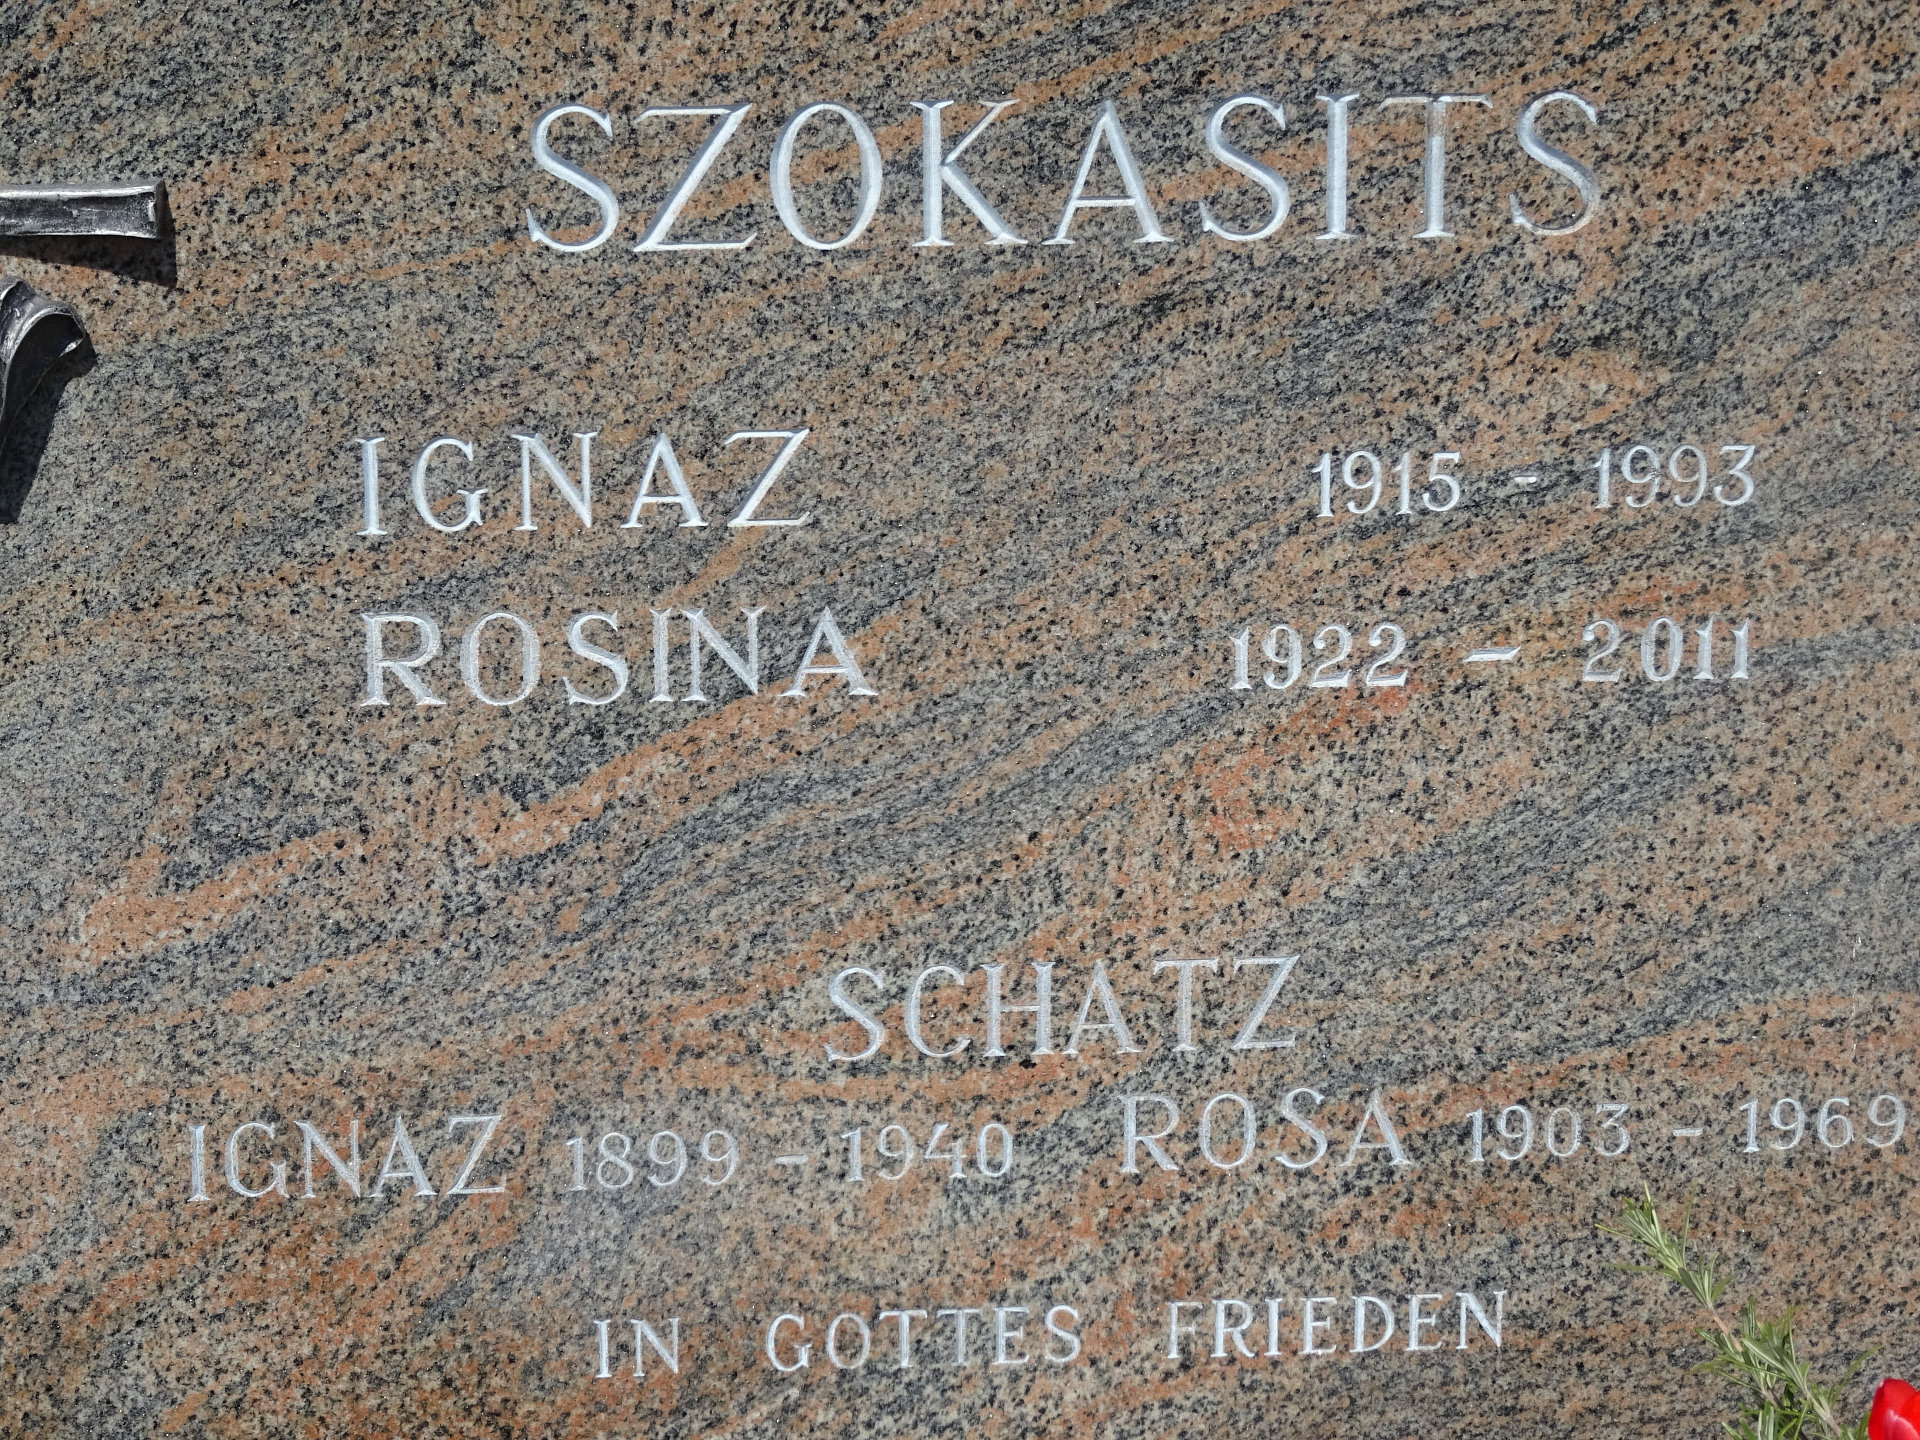 SZOKASITS
IGNAZ 1915 - 1993
ROSINA 1922 - 2011
SCHATZ
IGNAZ 1899 - 1940 ROSA 1903 - 1969
IN GOTTES FRIEDEN